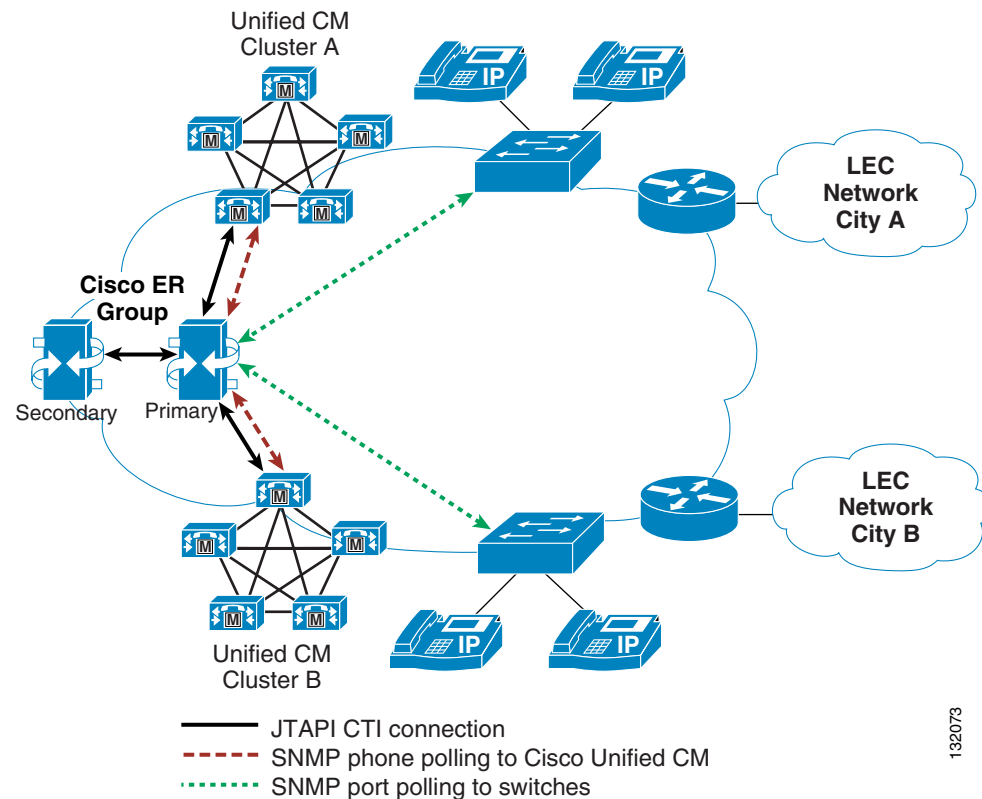 Unified CM
Cluster A
IP
IP
M
M
M
M
M
LEC
Network
City A
Cisco ER
Group
Secondary
Primary
M
M
M
M
M
LEC
Network
City B
IP
IP
Unified CM
Cluster B
JTAPI CTI connection
SNMP phone polling to Cisco Unified CM
SNMP port polling to switches
132073